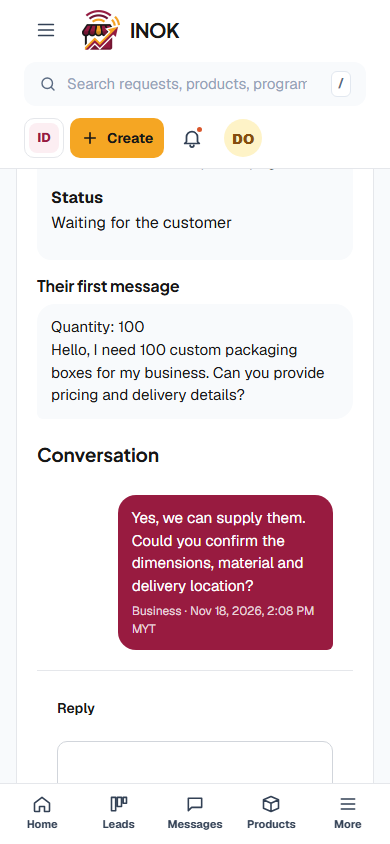 INOK
Search requests, products, program
/
ID
+ Create
DO
Status
Waiting for the customer
Their first message
Quantity: 100
Hello, I need 100 custom packaging
boxes for my business. Can you provide
pricing and delivery details?
Conversation
Yes, we can supply them.
Could you confirm the
dimensions, material and
delivery location?
Business · Nov 18, 2026, 2:08 PM
MYT
Reply
Home
Leads
Messages
Products
More